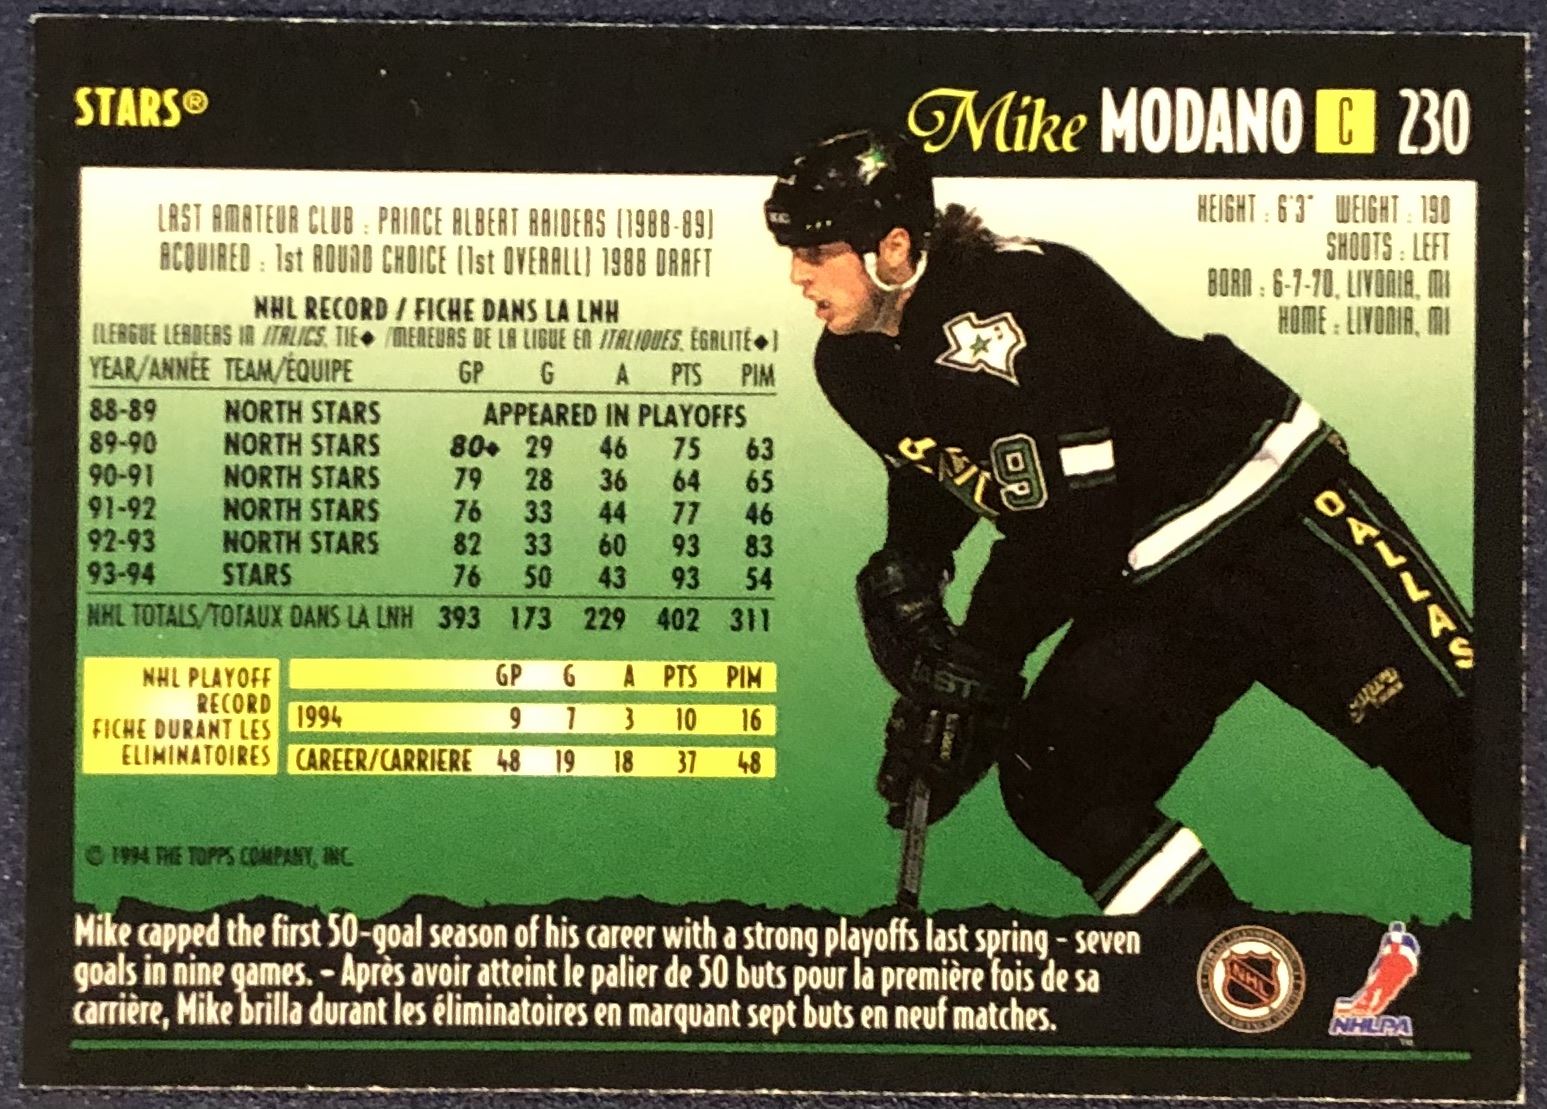 STARS®
Mike MODANO C 230
LAST AMATEUR CLUB : PRINCE ALBERT RAIDERS (1988-89)
ACQUIRED : 1st ROUND CHOICE (1st OVERALL) 1988 DRAFT
HEIGHT : 6'3" WEIGHT : 190
SHOOTS : LEFT
BORN : 6-7-70, LIVONIA, MI
HOME : LIVONIA, MI
NHL RECORD / FICHE DANS LA LNH
(LEAGUE LEADERS IN ITALICS, TIE◆ /MENEURS DE LA LIGUE EN ITALIQUES, ÉGALITÉ◆)
YEAR/ANNÉE TEAM/ÉQUIPE GP G A PTS PIM
88-89 NORTH STARS APPEARED IN PLAYOFFS
89-90 NORTH STARS 80◆ 29 46 75 63
90-91 NORTH STARS 79 28 36 64 65
91-92 NORTH STARS 76 33 44 77 46
92-93 NORTH STARS 82 33 60 93 83
93-94 STARS 76 50 43 93 54
NHL TOTALS/TOTAUX DANS LA LNH 393 173 229 402 311
NHL PLAYOFF
RECORD
FICHE DURANT LES
ELIMINATOIRES
GP G A PTS PIM
1994 9 7 3 10 16
CAREER/CARRIERE 48 19 18 37 48
9
DALLAS
© 1994 THE TOPPS COMPANY, INC.
Mike capped the first 50-goal season of his career with a strong playoffs last spring - seven
goals in nine games. - Après avoir atteint le palier de 50 buts pour la première fois de sa
carrière, Mike brilla durant les éliminatoires en marquant sept buts en neuf matches.
NHL
NHLPA
™